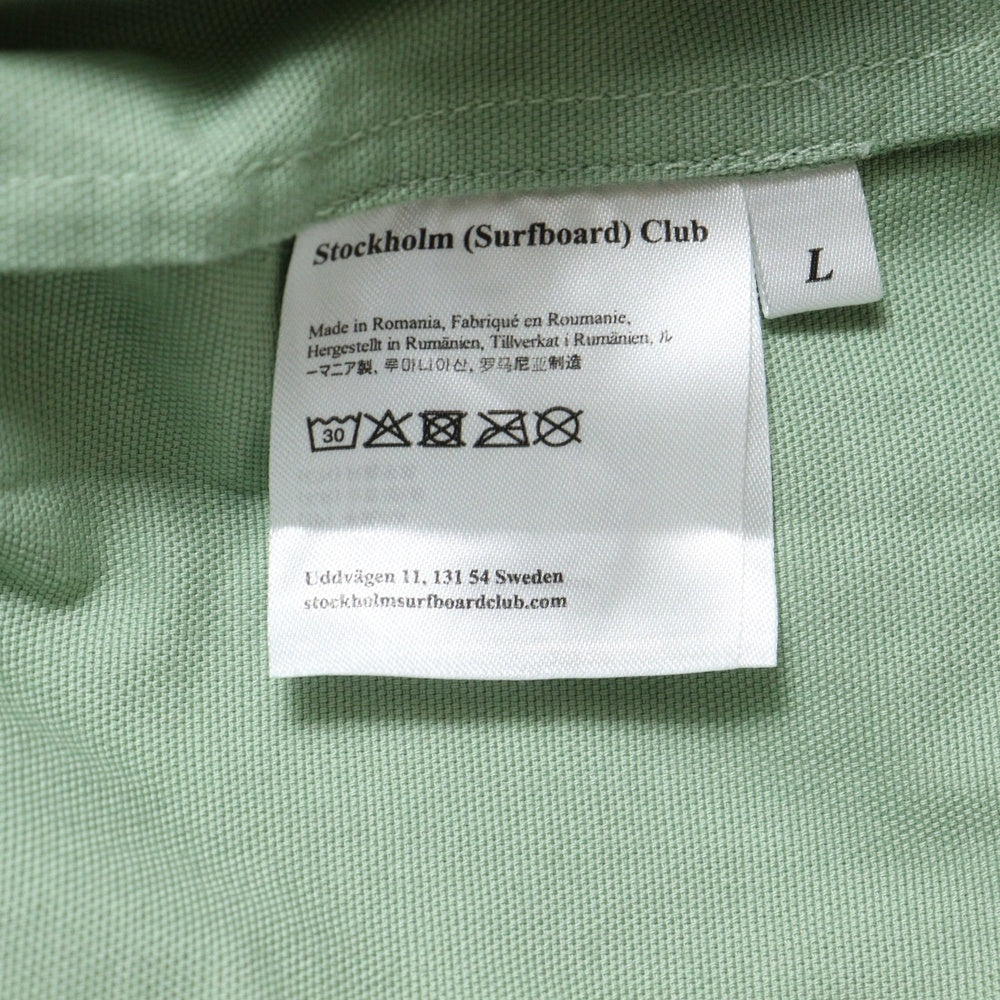 Stockholm (Surfboard) Club
L
Made in Romania, Fabriqué en Roumanie,
Hergestellt in Rumänien, Tillverkat i Rumänien, ル
ーマニア製, 루마니아산, 罗马尼亚制造
30
Uddvägen 11, 131 54 Sweden
stockholmsurfboardclub.com